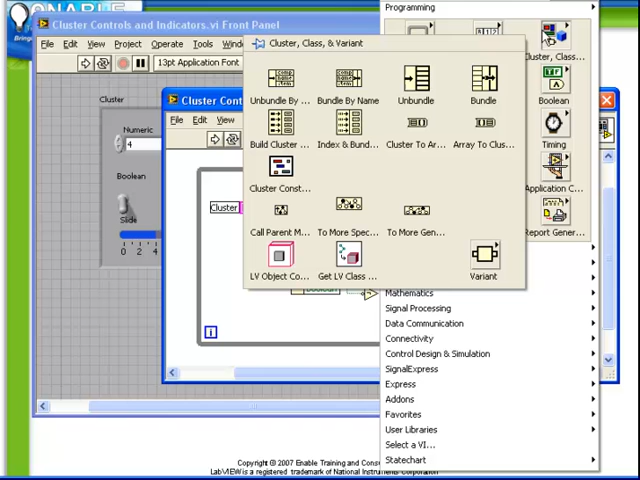 Programming
Cluster Controls and Indicators.vi Front Panel
File Edit View Project Operate Tools Window
13pt Application Font
Cluster, Class, & Variant
Cluster, Class...
Unbundle By ... Bundle By Name Unbundle Bundle
Boolean
Build Cluster ... Index & Bund... Cluster To Ar... Array To Clus...
Timing
Cluster Const...
Application C...
Call Parent M... To More Spec... To More Gen...
Report Gener...
LV Object Co... Get LV Class ... Variant
Cluster
Numeric
4
Boolean
Slide
0 2 4
Cluster Cont
File Edit View
Cluster
Boolean
i
Mathematics
Signal Processing
Data Communication
Connectivity
Control Design & Simulation
SignalExpress
Express
Addons
Favorites
User Libraries
Select a VI...
Statechart
Copyright © 2007 Enable Training and Cons
LabVIEW is a registered trademark of National Instruments Corporation.